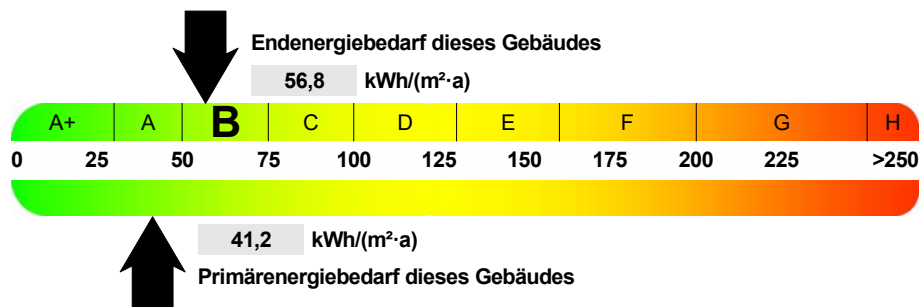 Endenergiebedarf dieses Gebäudes
56,8 kWh/(m²·a)
A+ A B C D E F G H
0 25 50 75 100 125 150 175 200 225 >250
41,2 kWh/(m²·a)
Primärenergiebedarf dieses Gebäudes